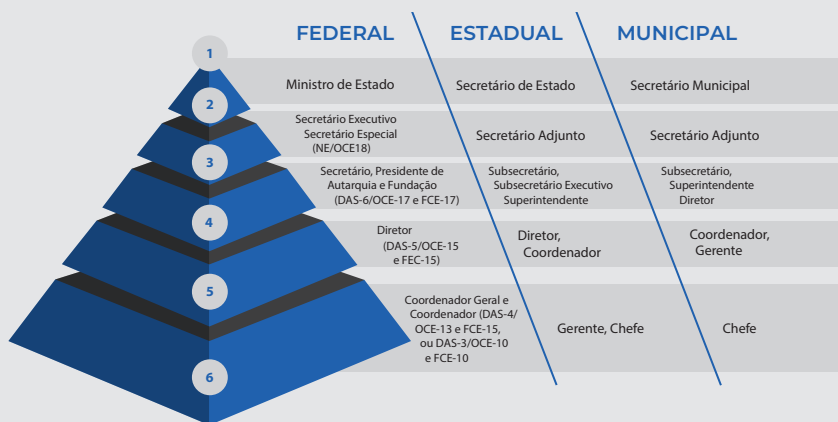 FEDERAL
ESTADUAL
MUNICIPAL
1
Ministro de Estado
Secretário de Estado
Secretário Municipal
2
Secretário Executivo
Secretário Especial
(NE/OCE18)
Secretário Adjunto
Secretário Adjunto
3
Secretário, Presidente de
Autarquia e Fundação
(DAS-6/OCE-17 e FCE-17)
Subsecretário,
Subsecretário Executivo
Superintendente
Subsecretário,
Superintendente
Diretor
4
Diretor
(DAS-5/OCE-15
e FEC-15)
Diretor,
Coordenador
Coordenador,
Gerente
5
Coordenador Geral e
Coordenador (DAS-4/
OCE-13 e FCE-15,
ou DAS-3/OCE-10
e FCE-10
Gerente, Chefe
Chefe
6